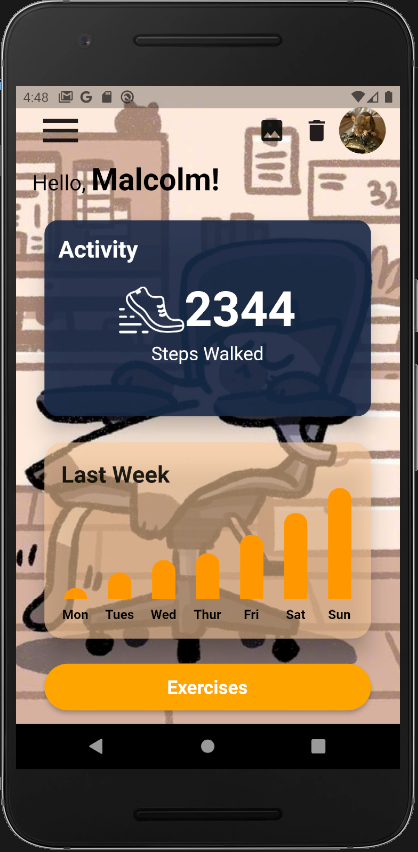 4:48
Hello, Malcolm!
Activity
2344
Steps Walked
Last Week
Mon Tues Wed Thur Fri Sat Sun
Exercises